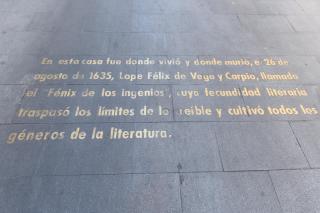 En esta casa fue donde vivió y donde murió, e 26 de
agosto de 1635, Lope Félix de Vega y Carpio, llamado
el "Fénix de los ingenios", cuya fecundidad literaria
traspasó los límites de lo reíble y cultivó todos los
géneros de la literatura.